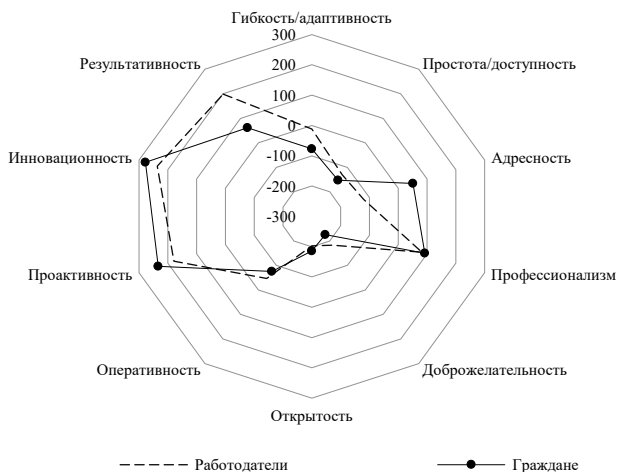 Гибкость/адаптивность
300
Результативность
200
Простота/доступность
100
0
Инновационность
-100
Адресность
-200
-300
Проактивность
Профессионализм
Оперативность
Доброжелательность
Открытость
Работодатели
Граждане